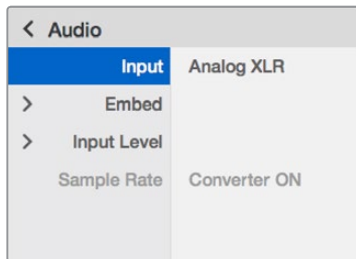 Audio
Input Analog XLR
Embed
Input Level
Sample Rate Converter ON